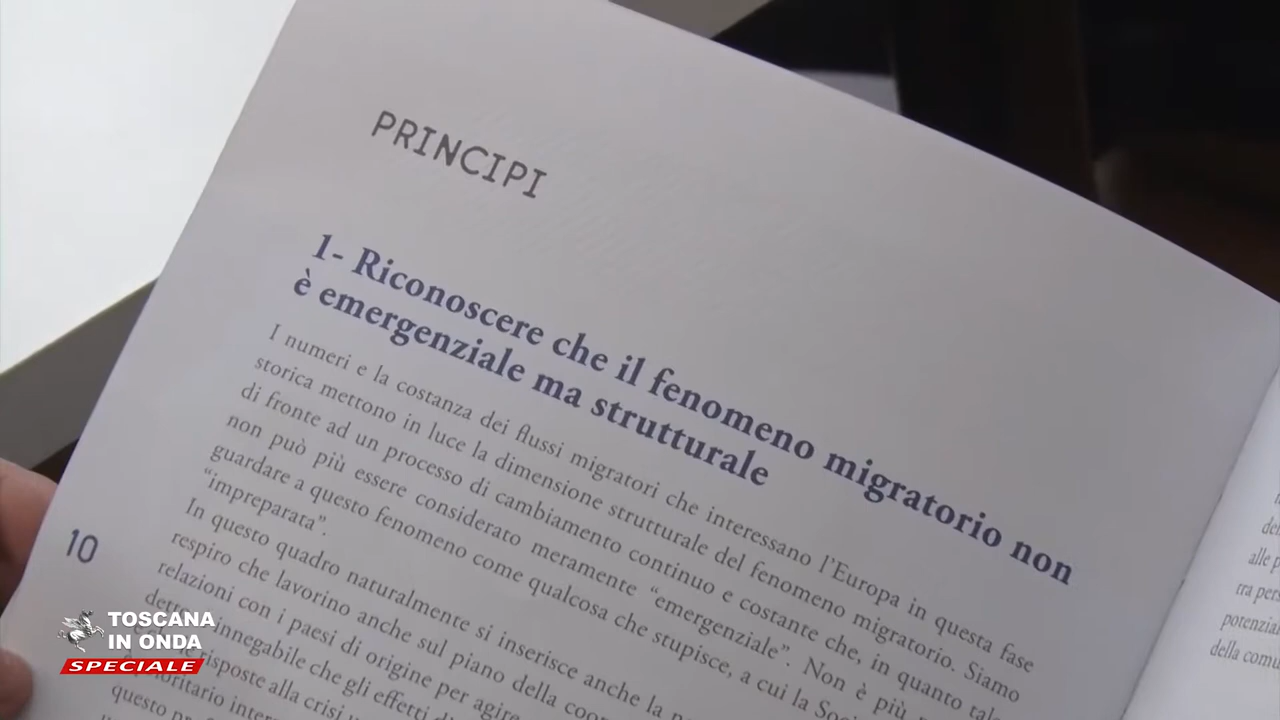 PRINCIPI
1- Riconoscere che il fenomeno migratorio non
è emergenziale ma strutturale
I numeri e la costanza dei flussi migratori che interessano l'Europa in questa fase
storica mettono in luce la dimensione strutturale del fenomeno migratorio. Siamo
di fronte ad un processo di cambiamento continuo e costante che, in quanto tale
non può più essere considerato meramente “emergenziale”. Non è più
guardare a questo fenomeno come qualcosa che stupisce, a cui la
“impreparata”.
In questo quadro naturalmente si inserisce anche la
respiro che lavorino anche sul piano della
relazioni con i paesi di origine per agire
innegabile che gli effetti
risposte alla crisi
questo
10
alle
della
TOSCANA
IN ONDA
SPECIALE